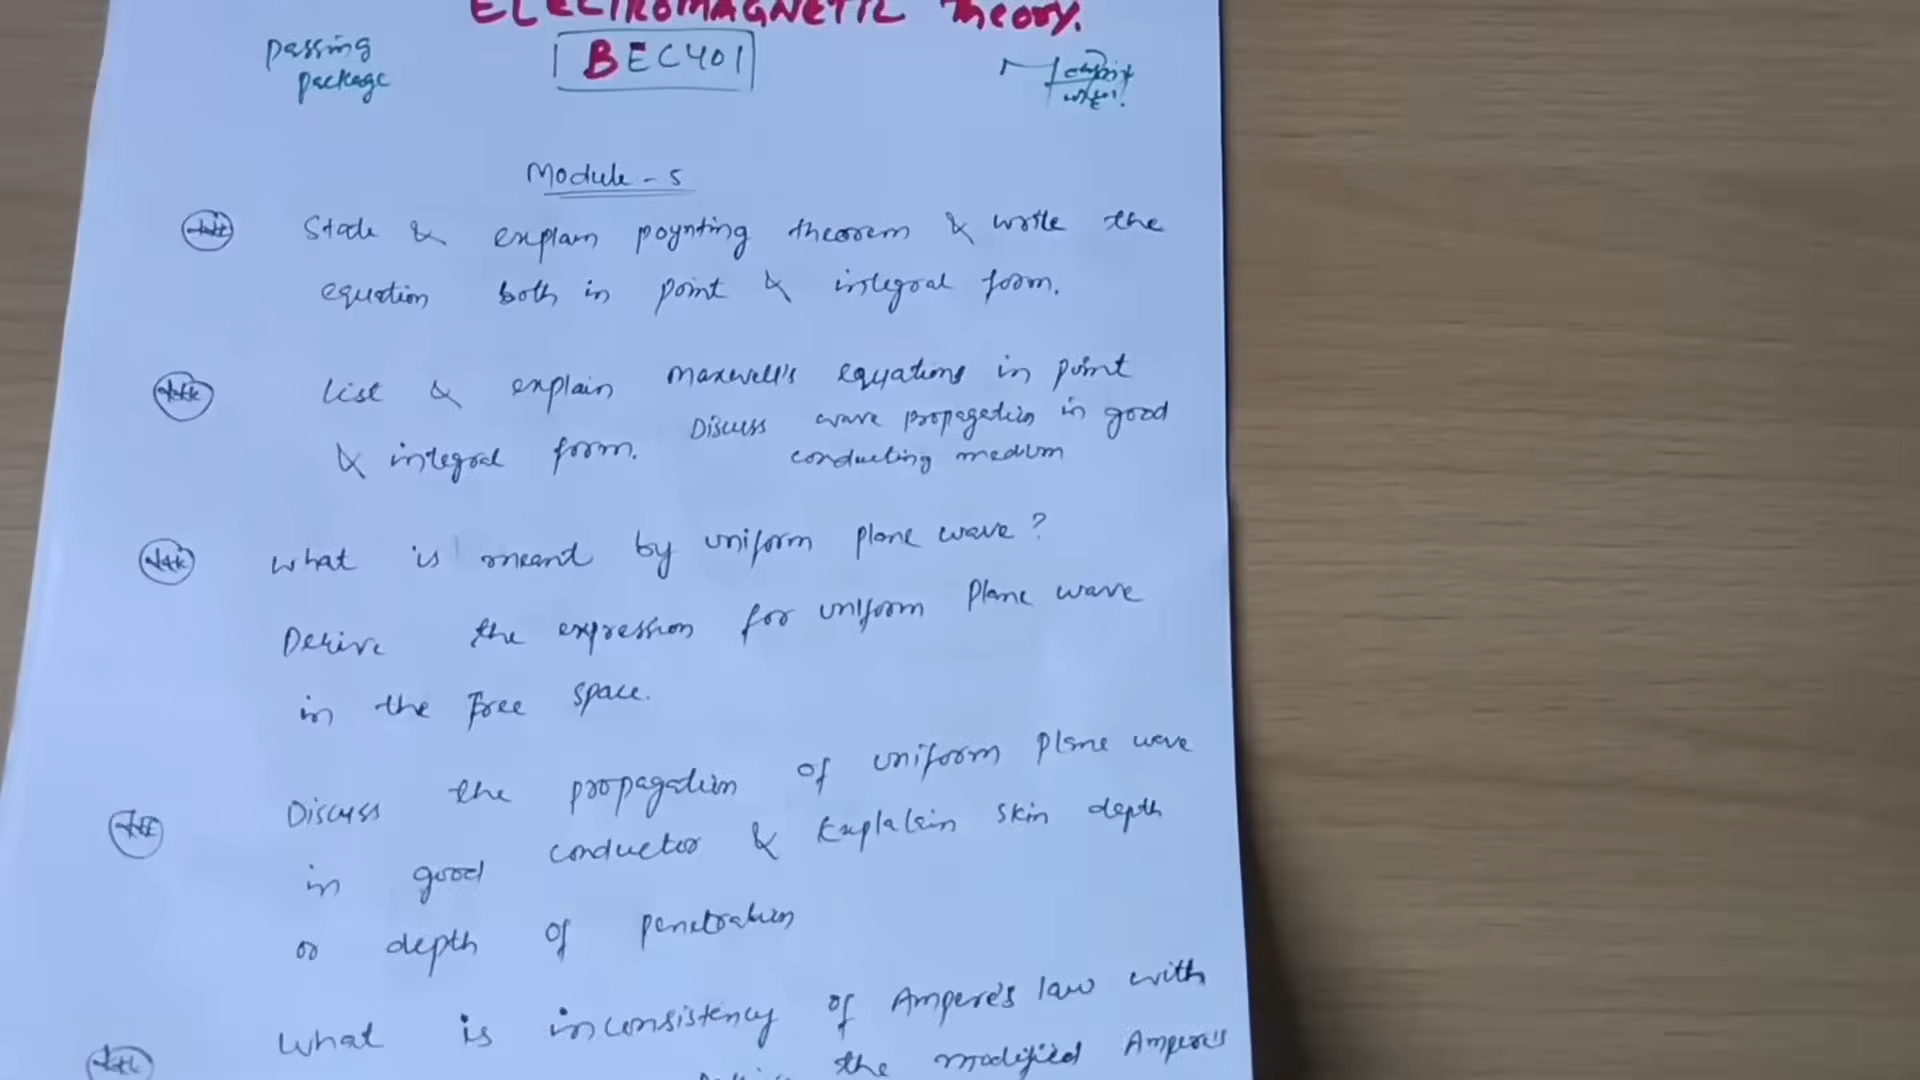 ELECTROMAGNETIC Theory.
passing
package
BEC401
Module - 5
State & explain poynting theorem & write the
equation both in point & integral form.
List & explain maxwell's equations in point
& integral form. Discuss wave propagation in good
conducting medium
What is meant by uniform plane wave?
Derive the expression for uniform plane wave
in the Free space.
Discuss the propagation of uniform plane wave
in good conductor & Explalain skin depth
or depth of penetration
What is inconsistency of Ampere's law with
the modified Ampere's